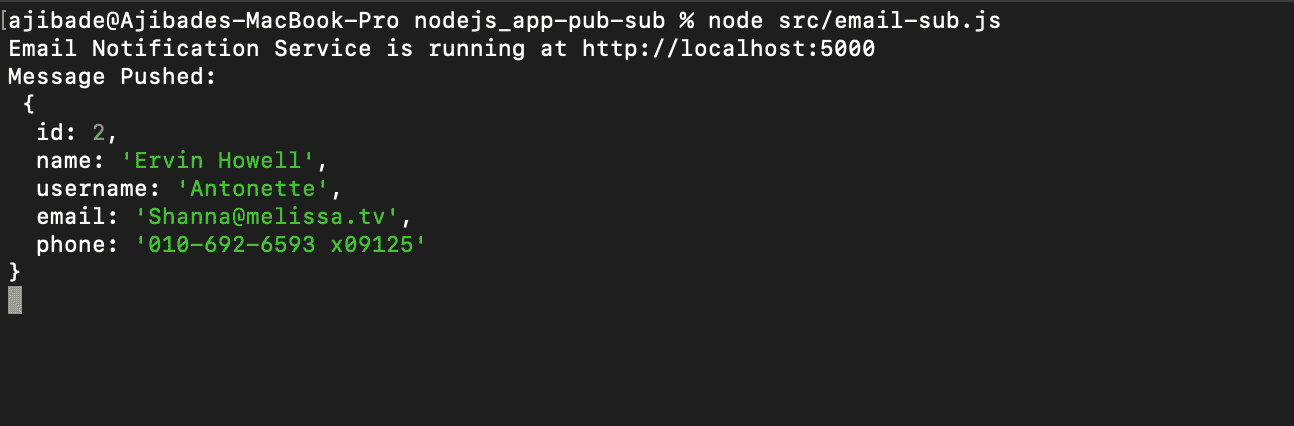 [ajibade@Ajibades-MacBook-Pro nodejs_app-pub-sub % node src/email-sub.js
Email Notification Service is running at http://localhost:5000
Message Pushed:
 {
  id: 2,
  name: 'Ervin Howell',
  username: 'Antonette',
  email: 'Shanna@melissa.tv',
  phone: '010-692-6593 x09125'
}